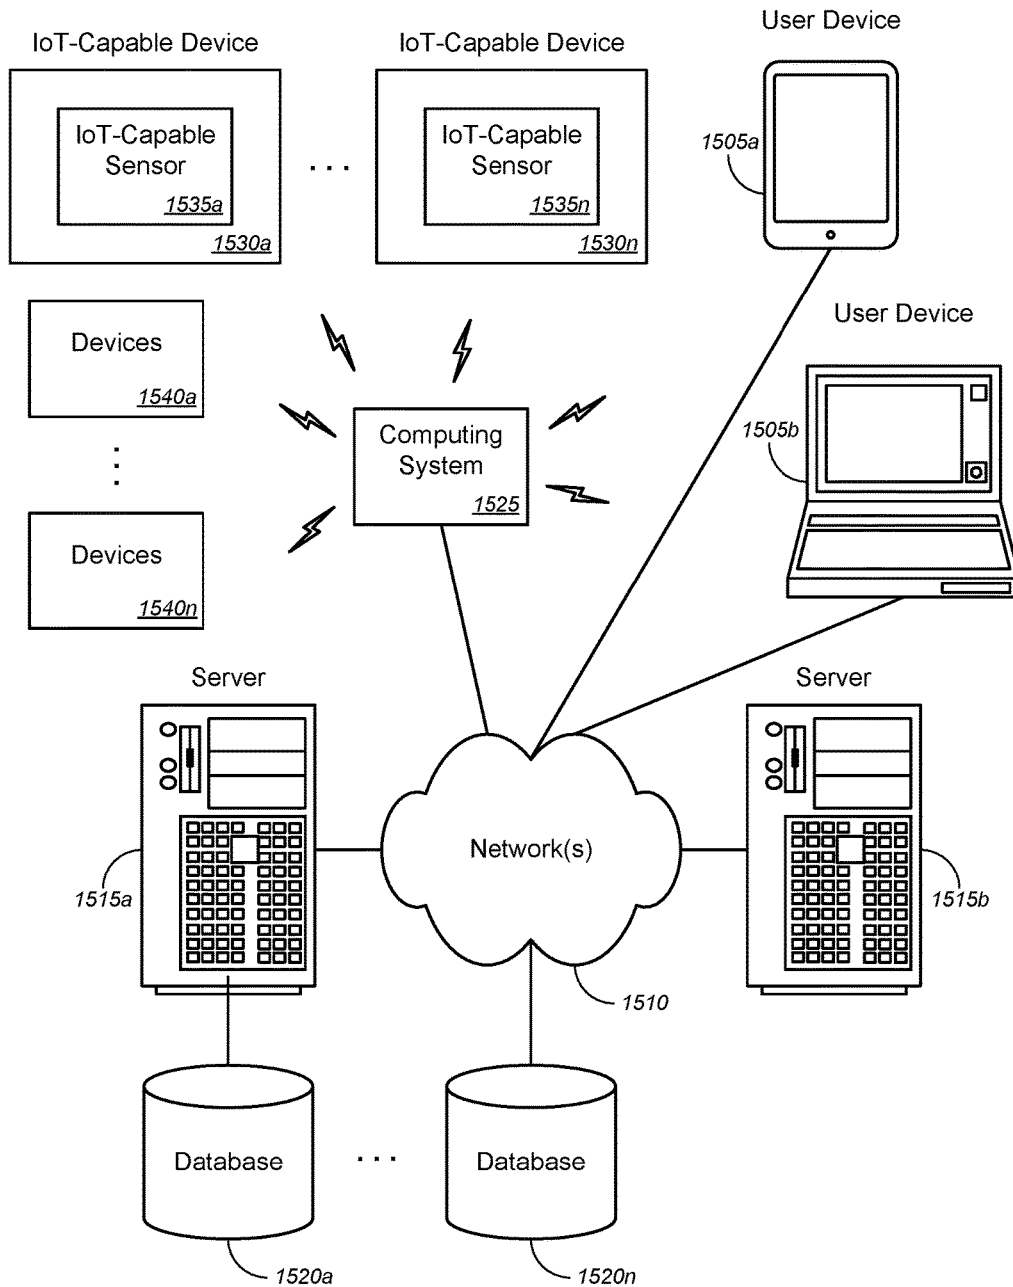 IoT-Capable Device
IoT-Capable Device
User Device
IoT-Capable
Sensor
1535a
1530a
. . .
IoT-Capable
Sensor
1535n
1530n
1505a
Devices
1540a
User Device
1505b
Computing
System
1525
Devices
1540n
Server
Server
1515a
Network(s)
1515b
1510
Database
. . .
Database
1520a
1520n